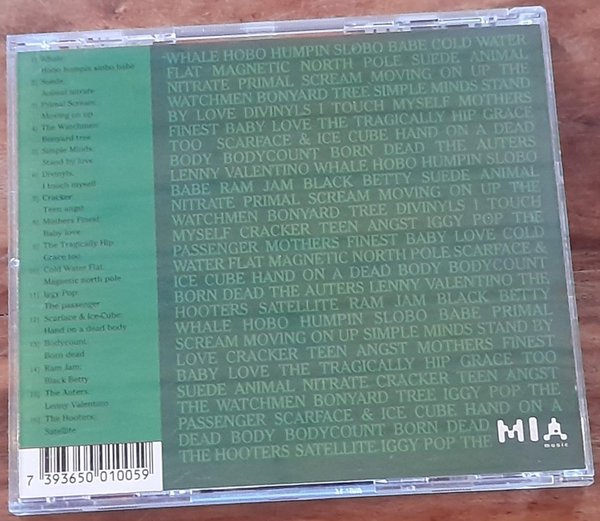 1) Whale:
Hobo humpin slobo babe
2) Suede:
Animal nitrate
3) Primal Scream:
Moving on up
4) The Watchmen:
Bonyard tree
5) Simple Minds:
Stand by love
6) Divinyls:
I touch myself
7) Cracker:
Teen angst
8) Mothers Finest:
Baby love
9) The Tragically Hip:
Grace too
10) Cold Water Flat:
Magnetic north pole
11) Iggy Pop:
The passenger
12) Scarface & Ice-Cube:
Hand on a dead body
13) Bodycount:
Born dead
14) Ram Jam:
Black Betty
15) The Auters:
Lenny Valentino
16) The Hooters:
Satellite
7 393650 010059
WHALE HOBO HUMPIN SLOBO BABE COLD WATER
FLAT MAGNETIC NORTH POLE SUEDE ANIMAL
NITRATE PRIMAL SCREAM MOVING ON UP THE
WATCHMEN BONYARD TREE SIMPLE MINDS STAND
BY LOVE DIVINYLS I TOUCH MYSELF MOTHERS
FINEST BABY LOVE THE TRAGICALLY HIP GRACE
TOO SCARFACE & ICE CUBE HAND ON A DEAD
BODY BODYCOUNT BORN DEAD THE AUTERS
LENNY VALENTINO WHALE HOBO HUMPIN SLOBO
BABE RAM JAM BLACK BETTY SUEDE ANIMAL
NITRATE PRIMAL SCREAM MOVING ON UP THE
WATCHMEN BONYARD TREE DIVINYLS I TOUCH
MYSELF CRACKER TEEN ANGST IGGY POP THE
PASSENGER MOTHERS FINEST BABY LOVE COLD
WATER FLAT MAGNETIC NORTH POLE SCARFACE &
ICE CUBE HAND ON A DEAD BODY BODYCOUNT
BORN DEAD THE AUTERS LENNY VALENTINO THE
HOOTERS SATELLITE RAM JAM BLACK BETTY
WHALE HOBO HUMPIN SLOBO BABE PRIMAL
SCREAM MOVING ON UP SIMPLE MINDS STAND BY
LOVE CRACKER TEEN ANGST MOTHERS FINEST
BABY LOVE THE TRAGICALLY HIP GRACE TOO
SUEDE ANIMAL NITRATE CRACKER TEEN ANGST
THE WATCHMEN BONYARD TREE IGGY POP THE
PASSENGER SCARFACE & ICE CUBE HAND ON A
DEAD BODY BODYCOUNT BORN DEAD
THE HOOTERS SATELLITE IGGY POP THE
MIA
music